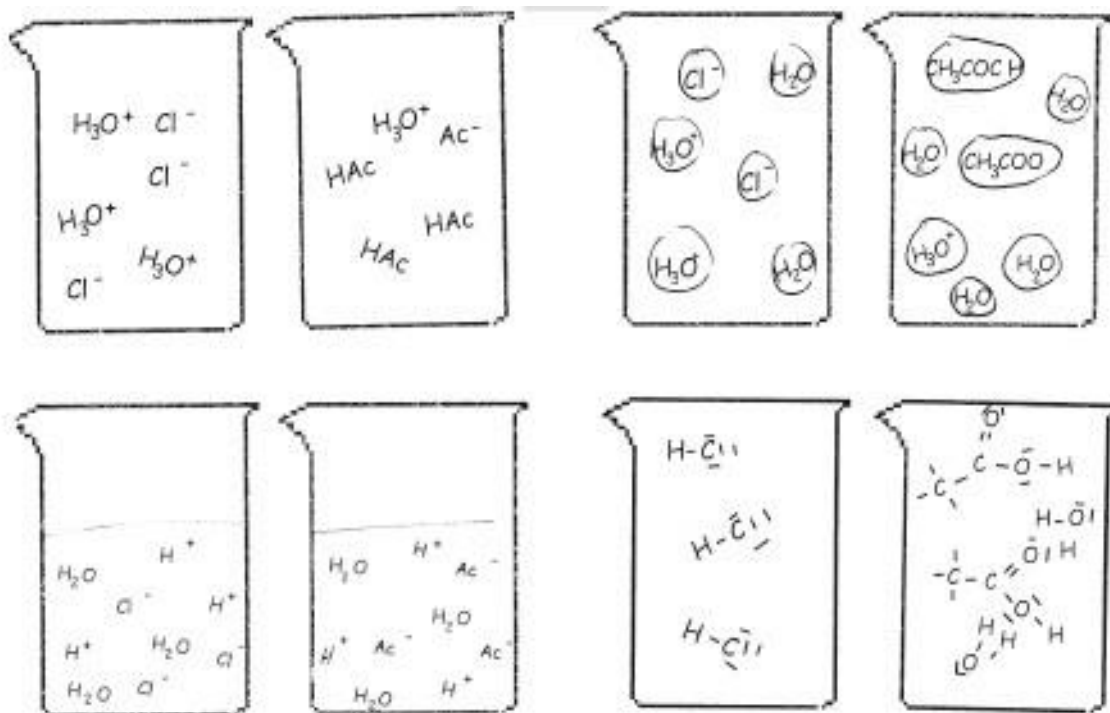 H₃O⁺ Cl⁻
Cl⁻
H₃O⁺
H₃O⁺
Cl⁻
H₃O⁺ Ac⁻
HAc
HAc
HAc
Cl⁻ H₂O
H₃O⁺
Cl⁻
H₃O⁺ H₂O
CH₃COCH
H₂O
H₂O CH₃COO
H₃O⁺ H₂O
H₂O
H⁺
H₂O
Cl⁻ H⁺
H⁺ H₂O Cl⁻
H₂O Cl⁻
H₂O H⁺ Ac⁻
H₂O
H⁺ Ac⁻ Ac⁻
H₂O H⁺
H-Cl
H-Cl
H-Cl
O
C-C-O-H
H-O
O H
C-C
O
H H H
O